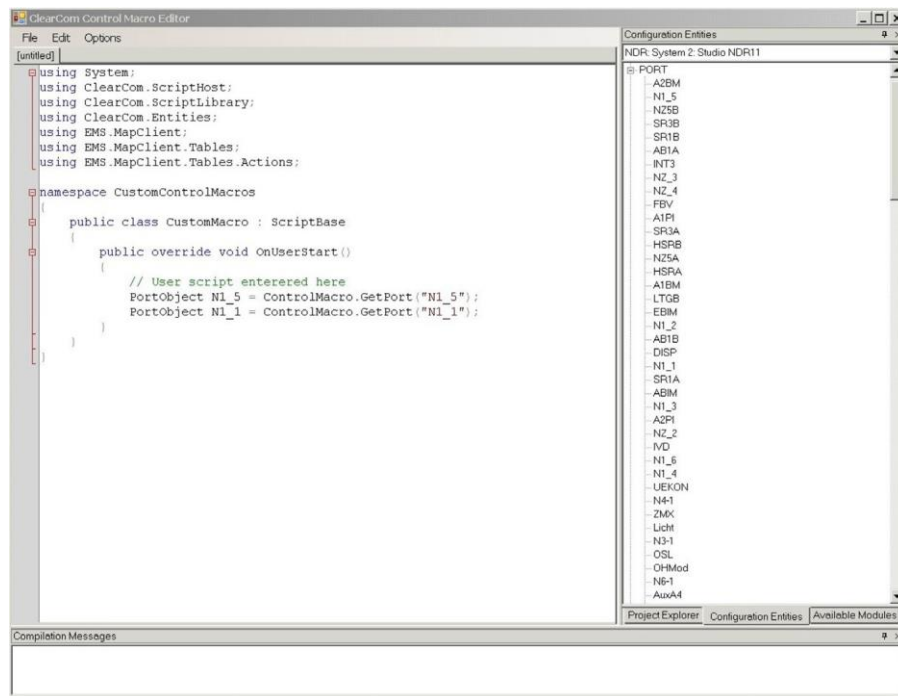 ClearCom Control Macro Editor
File Edit Options
[untitled]
using System;
using ClearCom.ScriptHost;
using ClearCom.ScriptLibrary;
using ClearCom.Entities;
using EMS.MapClient;
using EMS.MapClient.Tables;
using EMS.MapClient.Tables.Actions;
namespace CustomControlMacros
{
public class CustomMacro : ScriptBase
{
public override void OnUserStart()
{
// User script enterered here
PortObject N1_5 = ControlMacro.GetPort("N1_5");
PortObject N1_1 = ControlMacro.GetPort("N1_1");
}
}
}
Configuration Entities
NDR: System 2: Studio NDR11
PORT
A2BM
N1_5
NZ5B
SR3B
SR1B
AB1A
INT3
NZ_3
NZ_4
FBV
A1PI
SR3A
HSRB
NZ5A
HSRA
A1BM
LTGB
EBIM
N1_2
AB1B
DISP
N1_1
SR1A
ABIM
N1_3
A2PI
NZ_2
IVD
N1_6
N1_4
UEKON
N4-1
ZMX
Licht
N3-1
OSL
OHMod
N6-1
AuxA4
Project Explorer Configuration Entities Available Modules
Compilation Messages